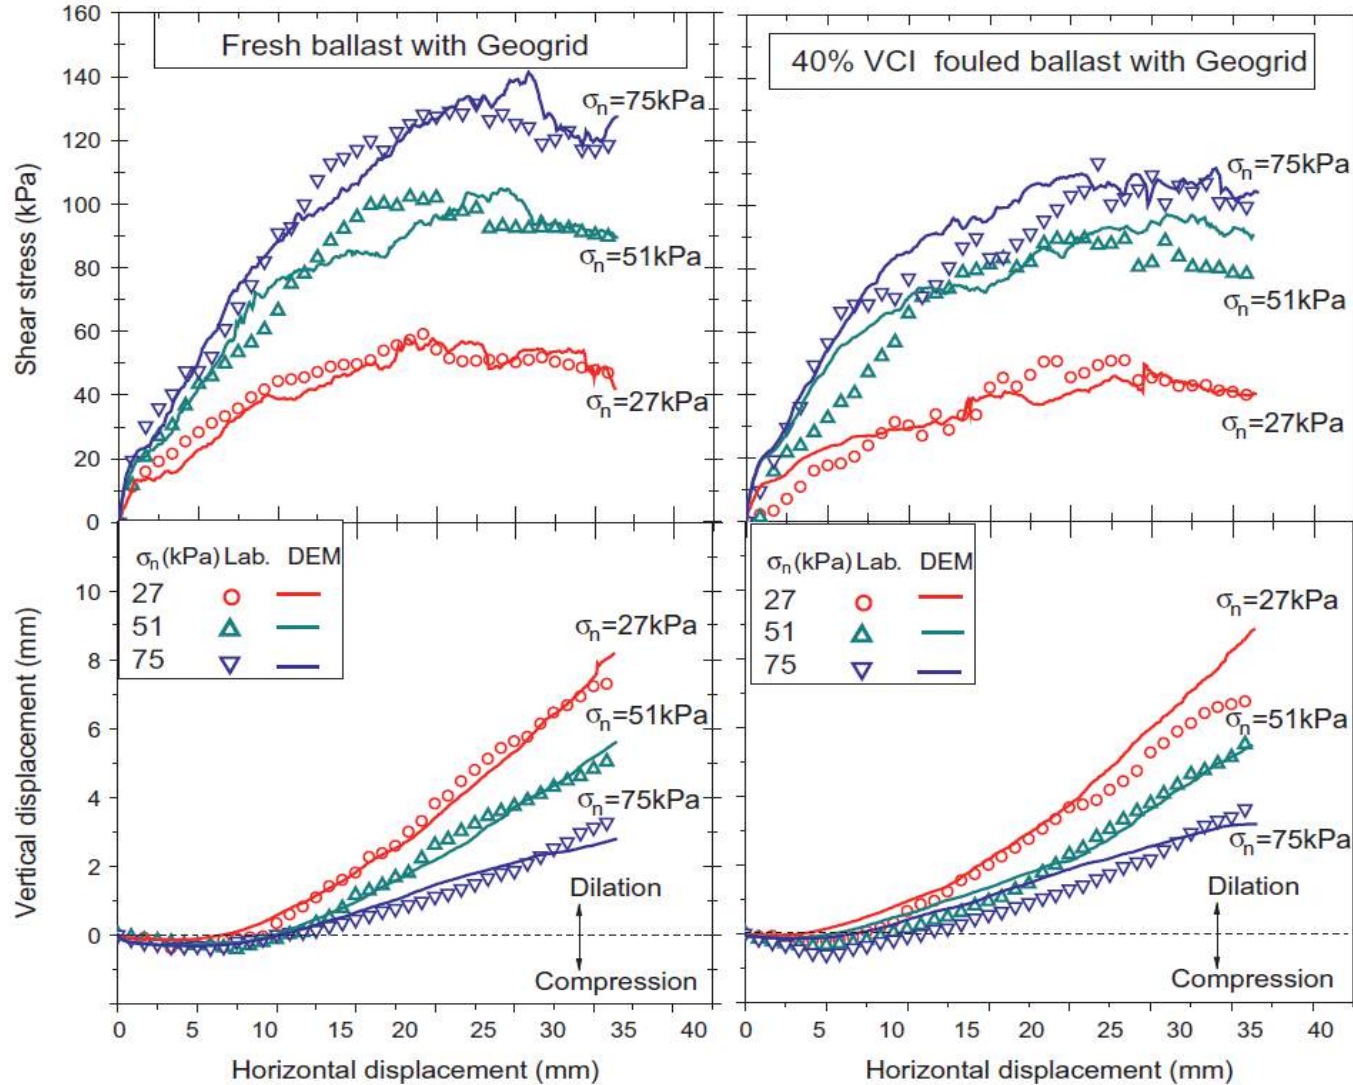 160
140
120
100
80
60
40
20
0
Shear stress (kPa)
Fresh ballast with Geogrid
σn=75kPa
σn=51kPa
σn=27kPa
40% VCI fouled ballast with Geogrid
σn=75kPa
σn=51kPa
σn=27kPa
10
8
6
4
2
0
Vertical displacement (mm)
σn (kPa) Lab. DEM
27
51
75
σn=27kPa
σn=51kPa
σn=75kPa
Dilation
Compression
0 5 10 15 20 25 30 35 40
Horizontal displacement (mm)
σn (kPa) Lab. DEM
27
51
75
σn=27kPa
σn=51kPa
σn=75kPa
Dilation
Compression
0 5 10 15 20 25 30 35 40
Horizontal displacement (mm)